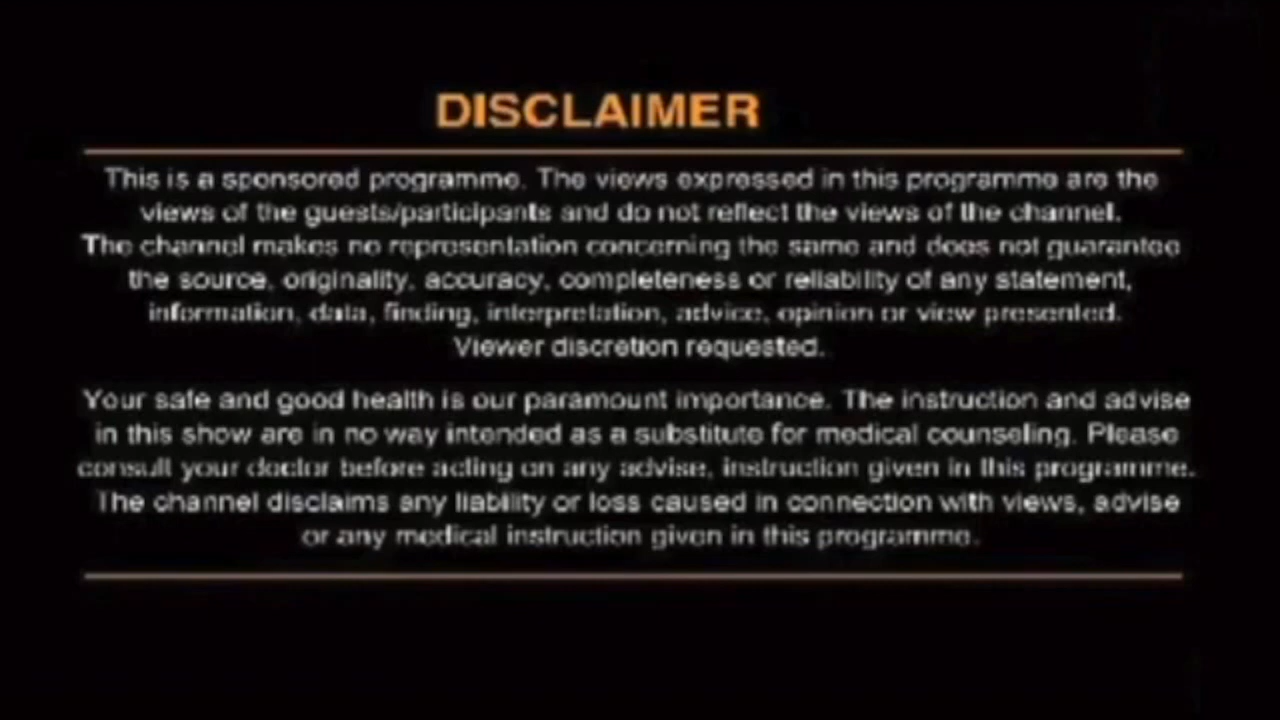 DISCLAIMER
This is a sponsored programme. The views expressed in this programme are the
views of the guests/participants and do not reflect the views of the channel.
The channel makes no representation concerning the same and does not guarantee
the source, originality, accuracy, completeness or reliability of any statement,
information, data, finding, interpretation, advice, opinion or view presented.
Viewer discretion requested.
Your safe and good health is our paramount importance. The instruction and advise
in this show are in no way intended as a substitute for medical counseling. Please
consult your doctor before acting on any advise, instruction given in this programme.
The channel disclaims any liability or loss caused in connection with views, advise
or any medical instruction given in this programme.